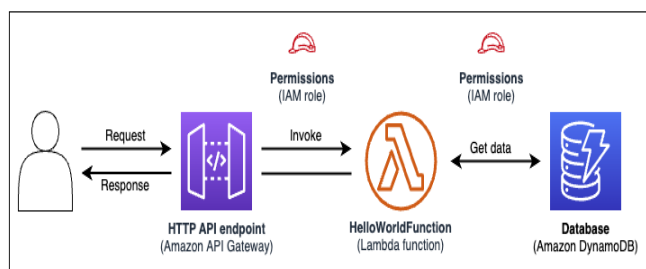 Permissions
(IAM role)
Permissions
(IAM role)
Request
Response
Invoke
Get data
</>
HTTP API endpoint
(Amazon API Gateway)
HelloWorldFunction
(Lambda function)
Database
(Amazon DynamoDB)